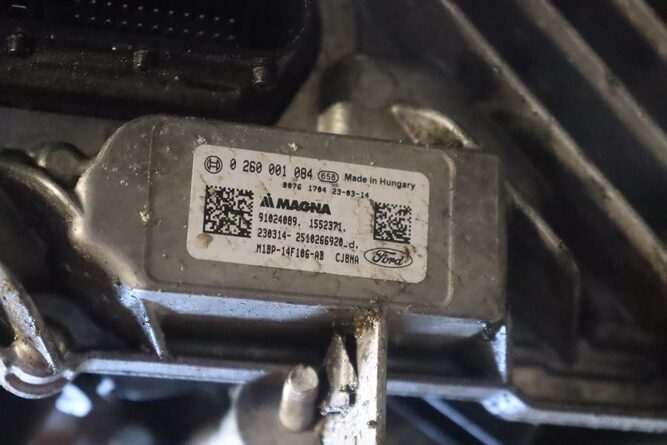 0 260 001 084 858 Made in Hungary
0076 1704 23-03-14
MAGNA
91024089. 1552371.
230314- 2510266920.d.
M1BP-14F106-AB CJBMA
Ford